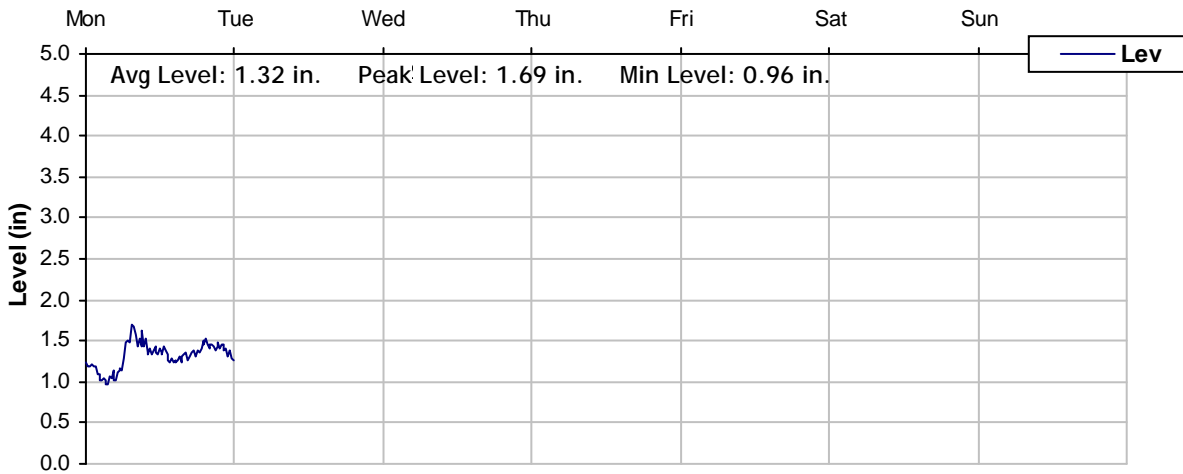 Mon Tue Wed Thu Fri Sat Sun
Lev
Avg Level: 1.32 in. Peak Level: 1.69 in. Min Level: 0.96 in.
5.0
4.5
4.0
3.5
3.0
2.5
2.0
1.5
1.0
0.5
0.0
Level (in)